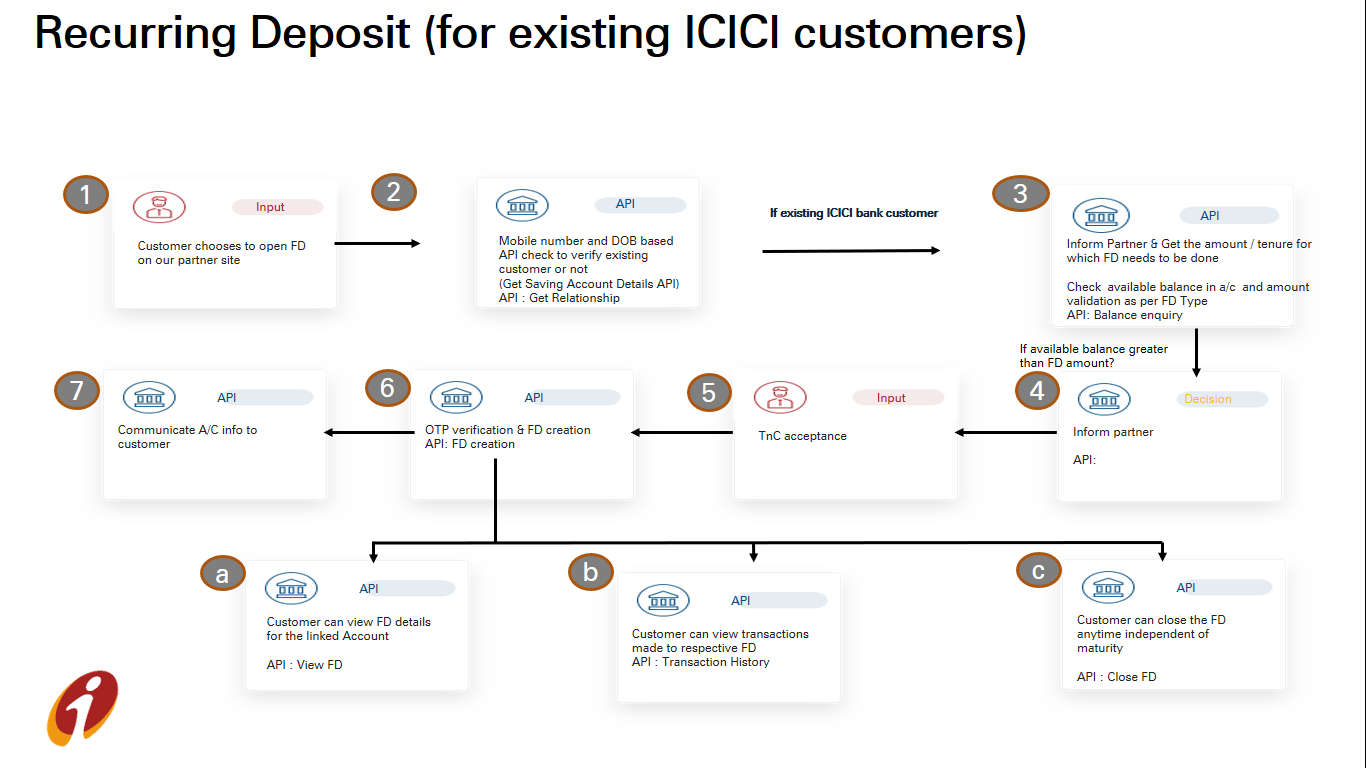 Recurring Deposit (for existing ICICI customers)
1
Input
Customer chooses to open FD
on our partner site
2
API
Mobile number and DOB based
API check to verify existing
customer or not
(Get Saving Account Details API)
API : Get Relationship
If existing ICICI bank customer
3
API
Inform Partner & Get the amount / tenure for
which FD needs to be done
Check available balance in a/c and amount
validation as per FD Type
API: Balance enquiry
If available balance greater
than FD amount?
4
Decision
Inform partner
API:
5
Input
TnC acceptance
6
API
OTP verification & FD creation
API: FD creation
7
API
Communicate A/C info to
customer
a
API
Customer can view FD details
for the linked Account
API : View FD
b
API
Customer can view transactions
made to respective FD
API : Transaction History
c
API
Customer can close the FD
anytime independent of
maturity
API : Close FD